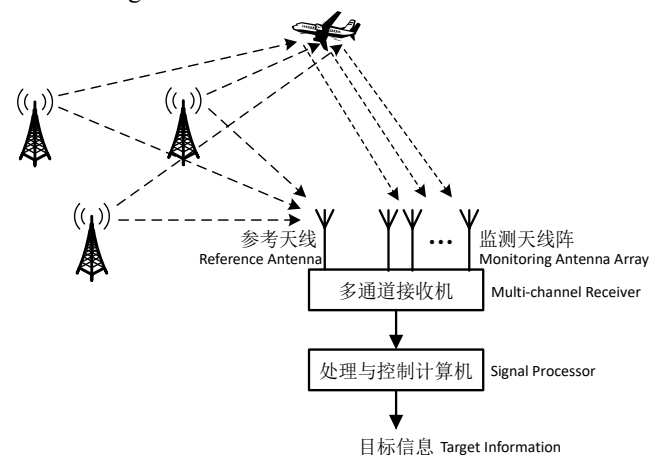 参考天线
Reference Antenna
监测天线阵
Monitoring Antenna Array
多通道接收机
Multi-channel Receiver
处理与控制计算机
Signal Processor
目标信息 Target Information